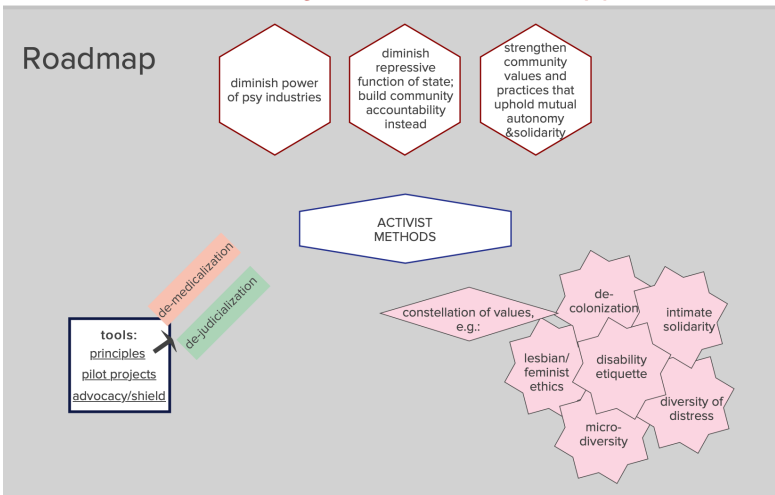 Roadmap
diminish power
of psy industries
diminish
repressive
function of state;
build community
accountability
instead
strengthen
community
values and
practices that
uphold mutual
autonomy
&solidarity
ACTIVIST
METHODS
de-medicalization
de-judicialization
tools:
principles
pilot projects
advocacy/shield
constellation of values,
e.g.:
de-
colonization
intimate
solidarity
lesbian/
feminist
ethics
disability
etiquette
diversity of
distress
micro-
diversity